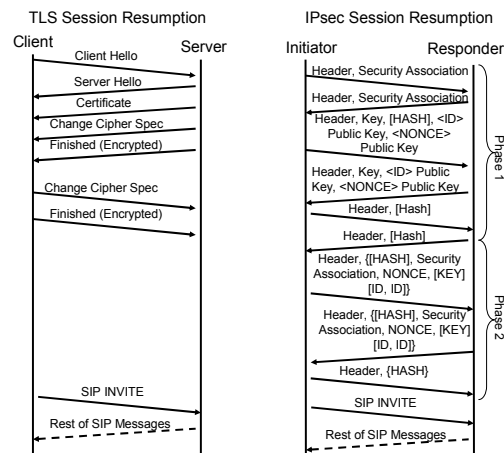 TLS Session Resumption
Client
Server
Client Hello
Server Hello
Certificate
Change Cipher Spec
Finished (Encrypted)
Change Cipher Spec
Finished (Encrypted)
SIP INVITE
Rest of SIP Messages
IPsec Session Resumption
Initiator
Responder
Header, Security Association
Header, Security Association
Header, Key, [HASH], <ID>
Public Key, <NONCE>
Public Key
Header, Key, <ID> Public
Key, <NONCE> Public Key
Header, [Hash]
Header, [Hash]
Header, {[HASH], Security
Association, NONCE, [KEY]
[ID, ID]}
Header, {[HASH], Security
Association, NONCE, [KEY]
[ID, ID]}
Header, {HASH}
SIP INVITE
Rest of SIP Messages
Phase 1
Phase 2